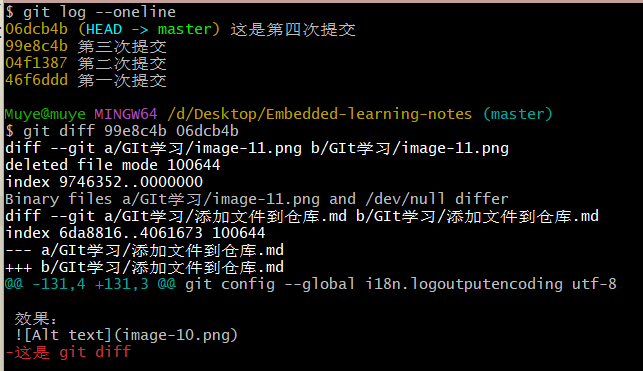 $ git log --oneline
06dcb4b (HEAD -> master) 这是第四次提交
99e8c4b 第三次提交
04f1387 第二次提交
46f6ddd 第一次提交
Muye@muye MINGW64 /d/Desktop/Embedded-learning-notes (master)
$ git diff 99e8c4b 06dcb4b
diff --git a/GIt学习/image-11.png b/GIt学习/image-11.png
deleted file mode 100644
index 9746352..0000000
Binary files a/GIt学习/image-11.png and /dev/null differ
diff --git a/GIt学习/添加文件到仓库.md b/GIt学习/添加文件到仓库.md
index 6da8816..4061673 100644
--- a/GIt学习/添加文件到仓库.md
+++ b/GIt学习/添加文件到仓库.md
@@ -131,4 +131,3 @@ git config --global i18n.logoutputencoding utf-8
效果：
![Alt text](image-10.png)
-这是 git diff